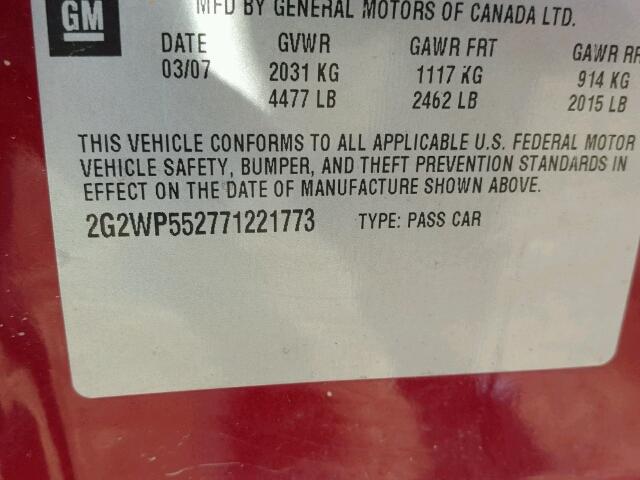 GM
MFD BY GENERAL MOTORS OF CANADA LTD.
DATE GVWR GAWR FRT GAWR RR
03/07 2031 KG 1117 KG 914 KG
4477 LB 2462 LB 2015 LB
THIS VEHICLE CONFORMS TO ALL APPLICABLE U.S. FEDERAL MOTOR
VEHICLE SAFETY, BUMPER, AND THEFT PREVENTION STANDARDS IN
EFFECT ON THE DATE OF MANUFACTURE SHOWN ABOVE.
2G2WP552771221773 TYPE: PASS CAR